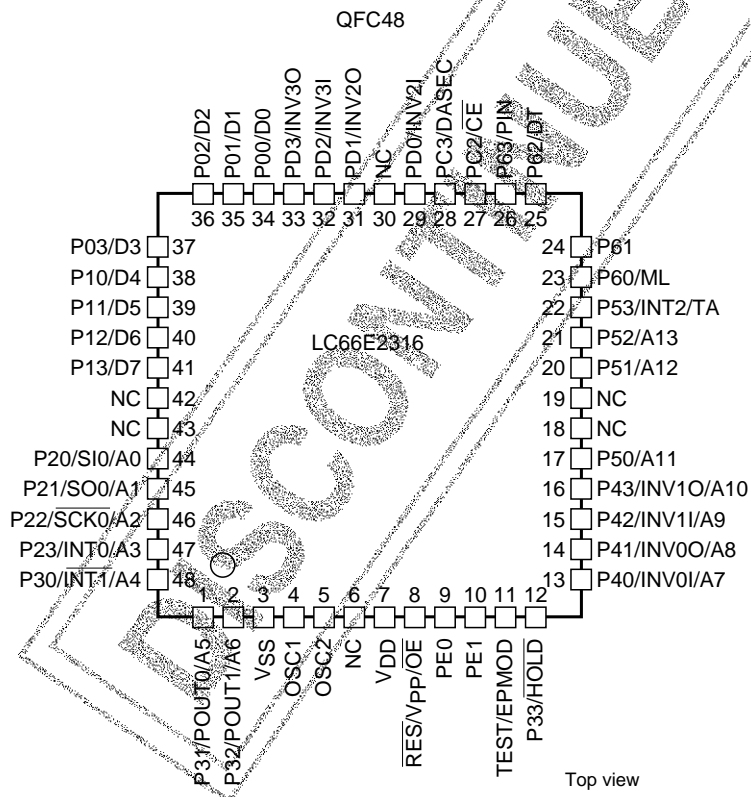 QFC48
P02/D2
P01/D1
P00/D0
PD3/INV3O
PD2/INV3I
PD1/INV2O
NC
PD0/INV2I
PC3/DASEC
PC2/CE
P63/PIN
P62/DT
36 35 34 33 32 31 30 29 28 27 26 25
P03/D3 37
P10/D4 38
P11/D5 39
P12/D6 40
P13/D7 41
NC 42
NC 43
P20/SI0/A0 44
P21/SO0/A1 45
P22/SCK0/A2 46
P23/INT0/A3 47
P30/INT1/A4 48
LC66E2316
24 P61
23 P60/ML
22 P53/INT2/TA
21 P52/A13
20 P51/A12
19 NC
18 NC
17 P50/A11
16 P43/INV1O/A10
15 P42/INV1I/A9
14 P41/INV0O/A8
13 P40/INV0I/A7
1 2 3 4 5 6 7 8 9 10 11 12
P31/POUT0/A5
P32/POUT1/A6
VSS
OSC1
OSC2
NC
VDD
RES/VPP/OE
PE0
PE1
TEST/EPMOD
P33/HOLD
Top view
DISCONTINUE